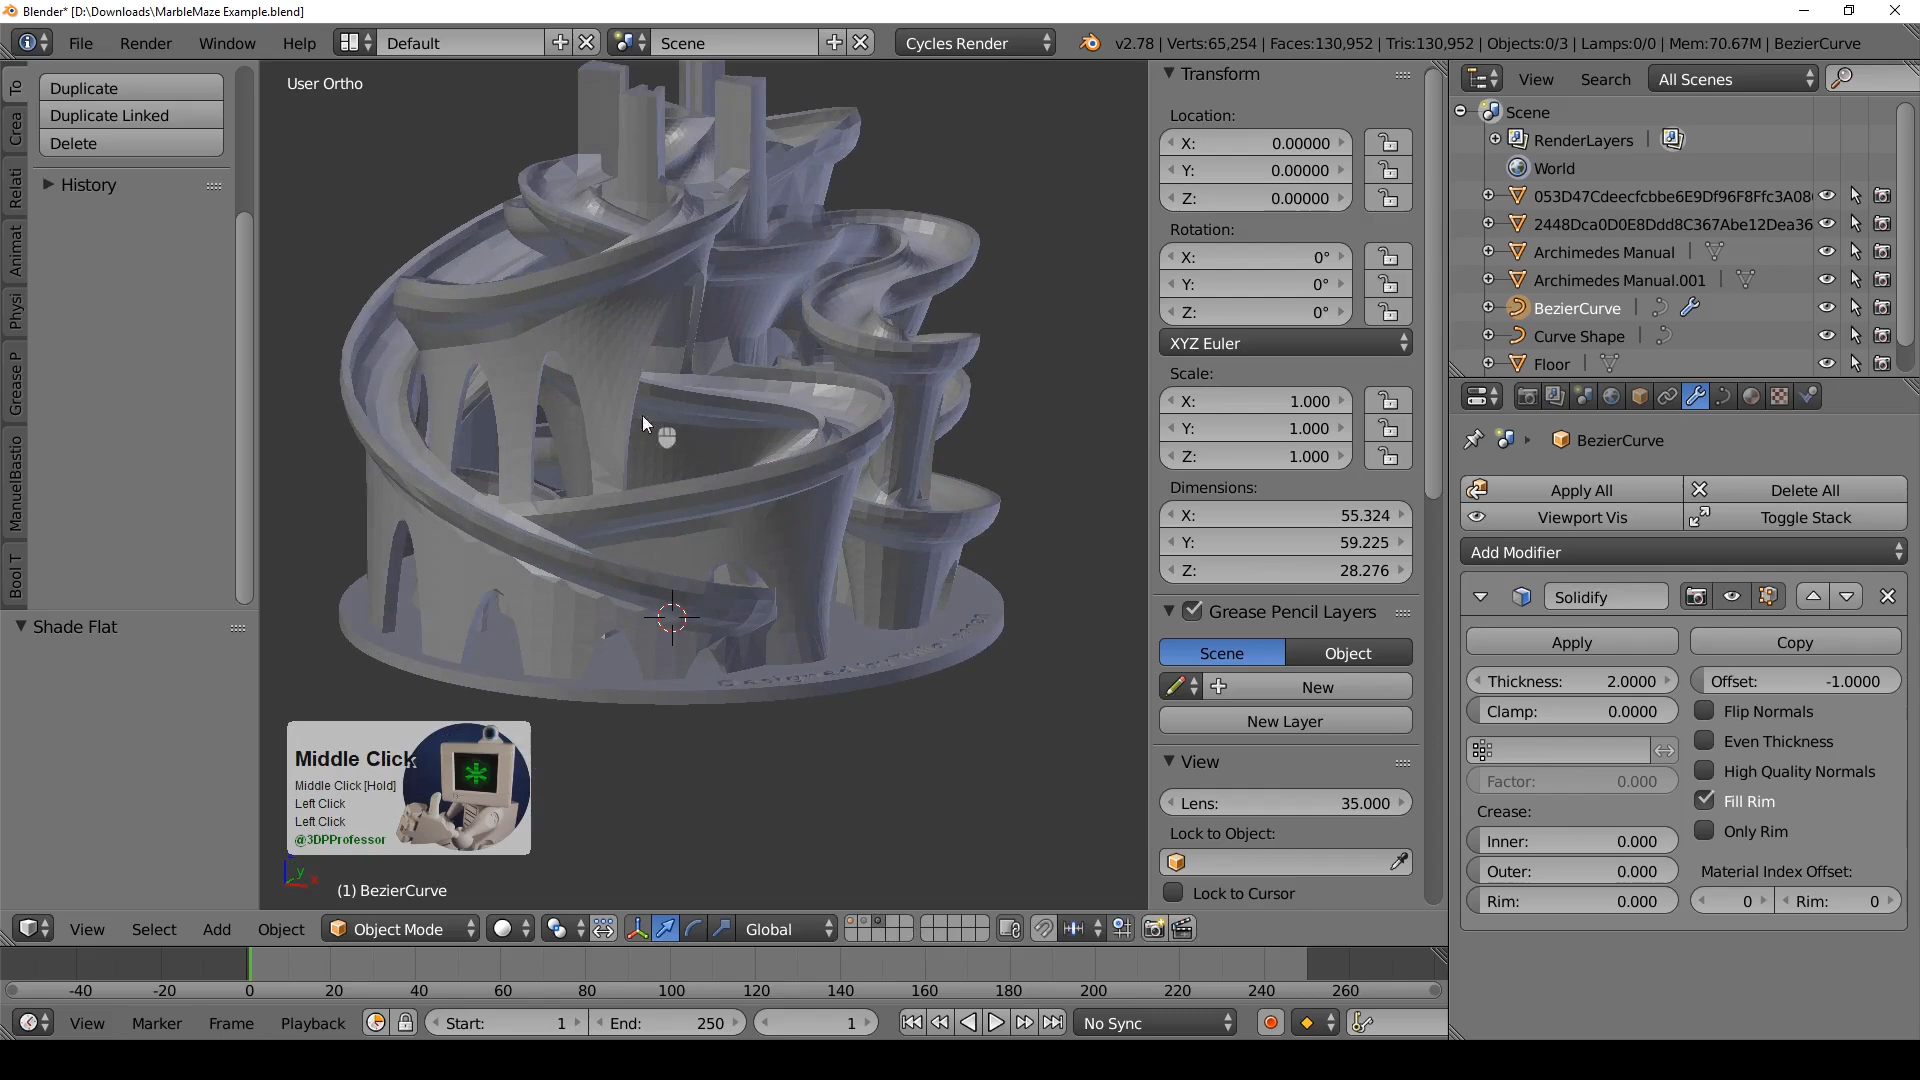 Blender* [D:\Downloads\MarbleMaze Example.blend]
File Render Window Help Default Scene Cycles Render v2.78 | Verts:65,254 | Faces:130,952 | Tris:130,952 | Objects:0/3 | Lamps:0/0 | Mem:70.67M | BezierCurve
To
Crea
Relati
Animat
Physi
Grease P
ManuelBastio
Bool T
Duplicate
Duplicate Linked
Delete
History
Shade Flat
User Ortho
Middle Click
Middle Click [Hold]
Left Click
Left Click
@3DPProfessor
y
x
(1) BezierCurve
Transform
Location:
X: 0.00000
Y: 0.00000
Z: 0.00000
Rotation:
X: 0°
Y: 0°
Z: 0°
XYZ Euler
Scale:
X: 1.000
Y: 1.000
Z: 1.000
Dimensions:
X: 55.324
Y: 59.225
Z: 28.276
Grease Pencil Layers
Scene Object
New
New Layer
View
Lens: 35.000
Lock to Object:
Lock to Cursor
View Search All Scenes
Scene
RenderLayers
World
053D47Cdeecfcbbe6E9Df96F8Ffc3A08
2448Dca0D0E8Ddd8C367Abe12Dea36
Archimedes Manual
Archimedes Manual.001
BezierCurve
Curve Shape
Floor
BezierCurve
Apply All Delete All
Viewport Vis Toggle Stack
Add Modifier
Solidify
Apply Copy
Thickness: 2.0000 Offset: -1.0000
Clamp: 0.0000 Flip Normals
Even Thickness
Factor: 0.000 High Quality Normals
Crease: Fill Rim
Inner: 0.000 Only Rim
Outer: 0.000 Material Index Offset:
Rim: 0.000 0 Rim: 0
View Select Add Object Object Mode Global
-40 -20 0 20 40 60 80 100 120 140 160 180 200 220 240 260
View Marker Frame Playback Start: 1 End: 250 1 No Sync